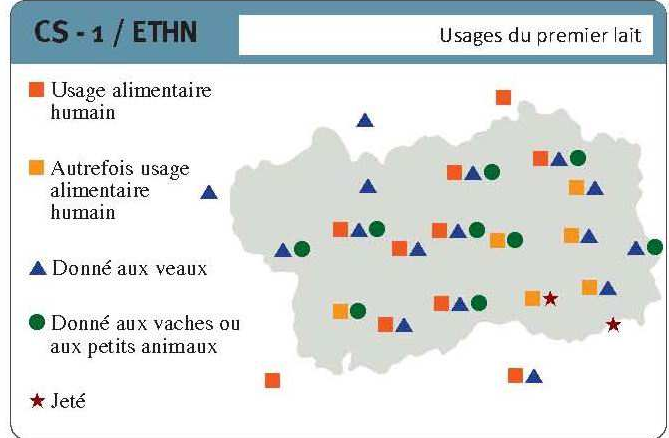 CS - 1 / ETHN
Usages du premier lait
Usage alimentaire
humain
Autrefois usage
alimentaire
humain
Donné aux veaux
Donné aux vaches ou
aux petits animaux
Jeté